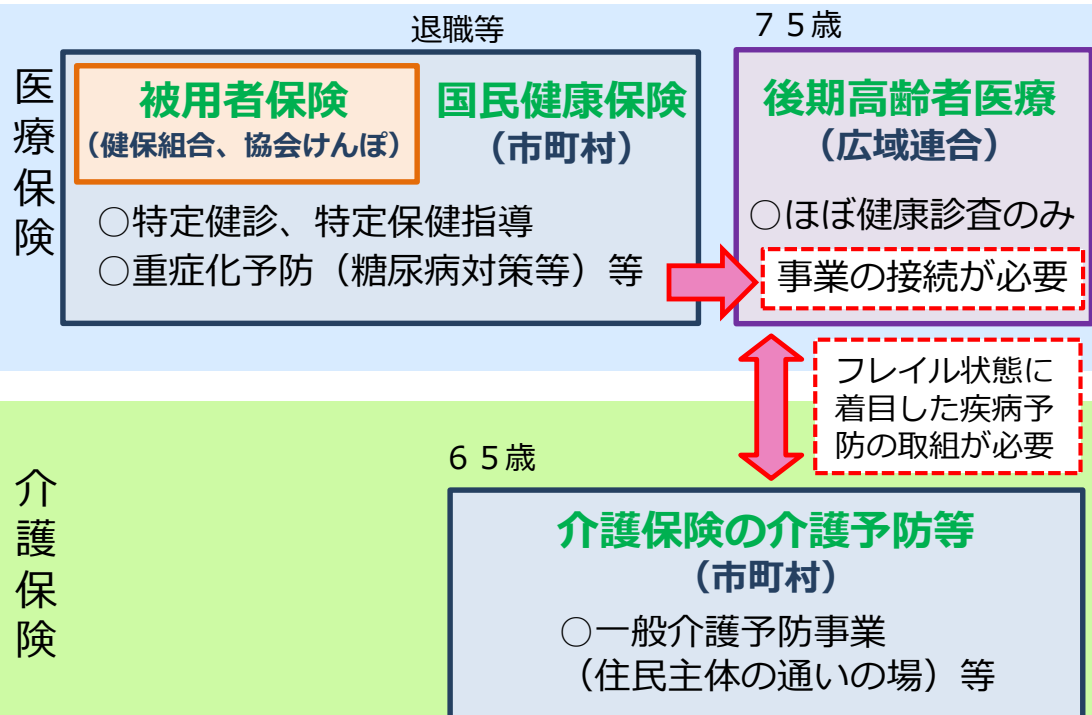 退職等
７５歳
医療保険
被用者保険
（健保組合、協会けんぽ）
国民健康保険
（市町村）
○特定健診、特定保健指導
○重症化予防（糖尿病対策等）等
後期高齢者医療
（広域連合）
○ほぼ健康診査のみ
事業の接続が必要
フレイル状態に
着目した疾病予
防の取組が必要
介護保険
６５歳
介護保険の介護予防等
（市町村）
○一般介護予防事業
（住民主体の通いの場）等